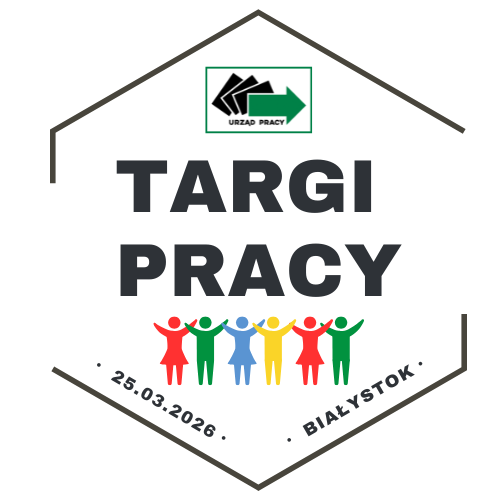 URZĄD PRACY
TARGI
PRACY
· 25.03.2026 ·
· BIAŁYSTOK ·